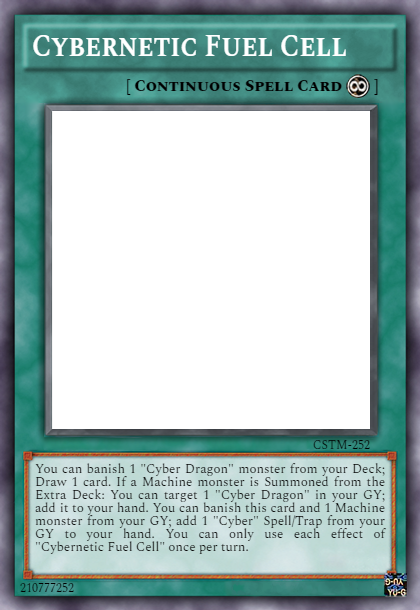 CYBERNETIC FUEL CELL
[ CONTINUOUS SPELL CARD ]
CSTM-252
You can banish 1 "Cyber Dragon" monster from your Deck;
Draw 1 card. If a Machine monster is Summoned from the
Extra Deck: You can target 1 "Cyber Dragon" in your GY;
add it to your hand. You can banish this card and 1 Machine
monster from your GY; add 1 "Cyber" Spell/Trap from your
GY to your hand. You can only use each effect of
"Cybernetic Fuel Cell" once per turn.
210777252